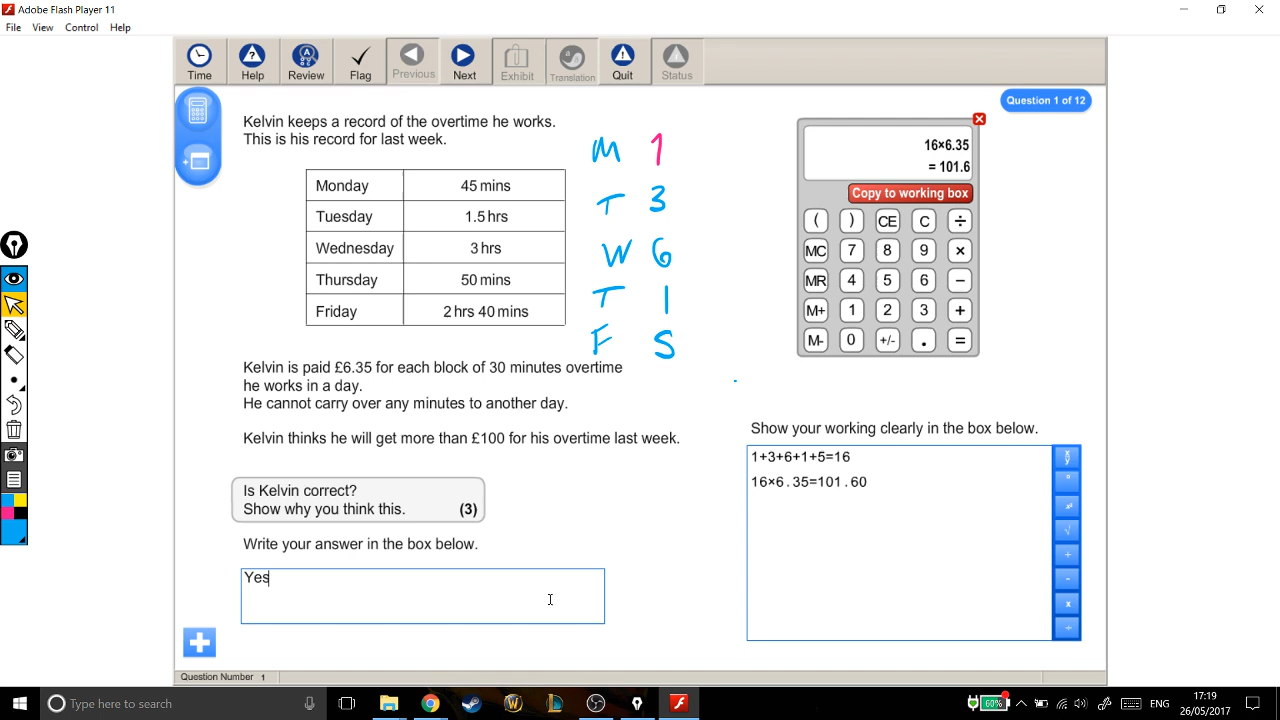 Adobe Flash Player 11
File View Control Help
Time Help Review Flag Previous Next Exhibit Translation Quit Status
Question 1 of 12
Kelvin keeps a record of the overtime he works.
This is his record for last week.
Monday 45 mins
Tuesday 1.5 hrs
Wednesday 3 hrs
Thursday 50 mins
Friday 2 hrs 40 mins
M 1
T 3
W 6
T 1
F 5
16×6.35
= 101.6
Copy to working box
( ) CE C ÷
MC 7 8 9 ×
MR 4 5 6 −
M+ 1 2 3 +
M- 0 +/- . =
Kelvin is paid £6.35 for each block of 30 minutes overtime
he works in a day.
He cannot carry over any minutes to another day.
Kelvin thinks he will get more than £100 for his overtime last week.
Is Kelvin correct?
Show why you think this. (3)
Write your answer in the box below.
Yes
Show your working clearly in the box below.
1+3+6+1+5=16
16×6.35=101.60
x/y
°
x²
√
+
-
x
÷
Question Number 1
Type here to search
60%
ENG
17:19
26/05/2017